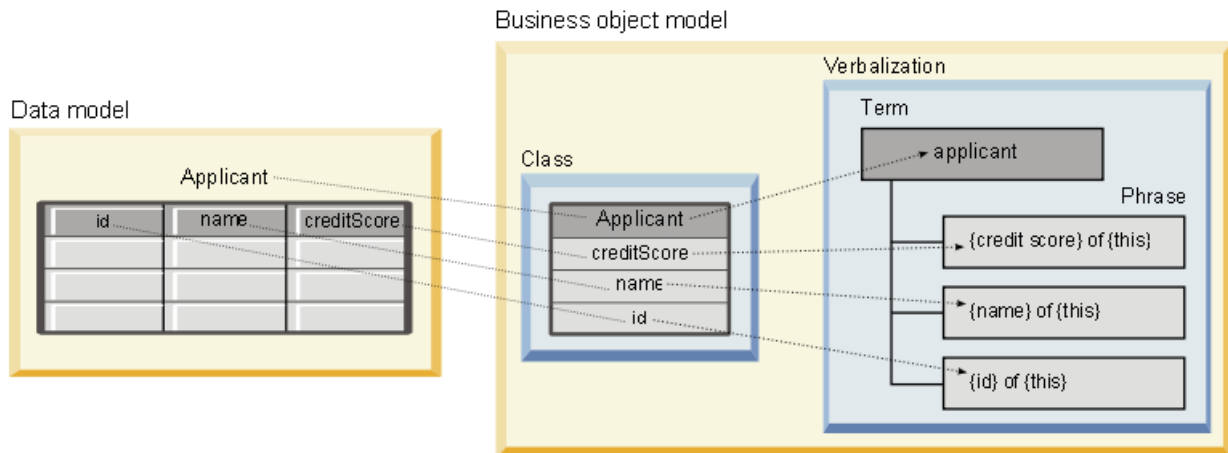 Business object model
Verbalization
Data model
Term
Class
applicant
Applicant
Phrase
id name creditScore
Applicant
creditScore
name
id
{credit score} of {this}
{name} of {this}
{id} of {this}